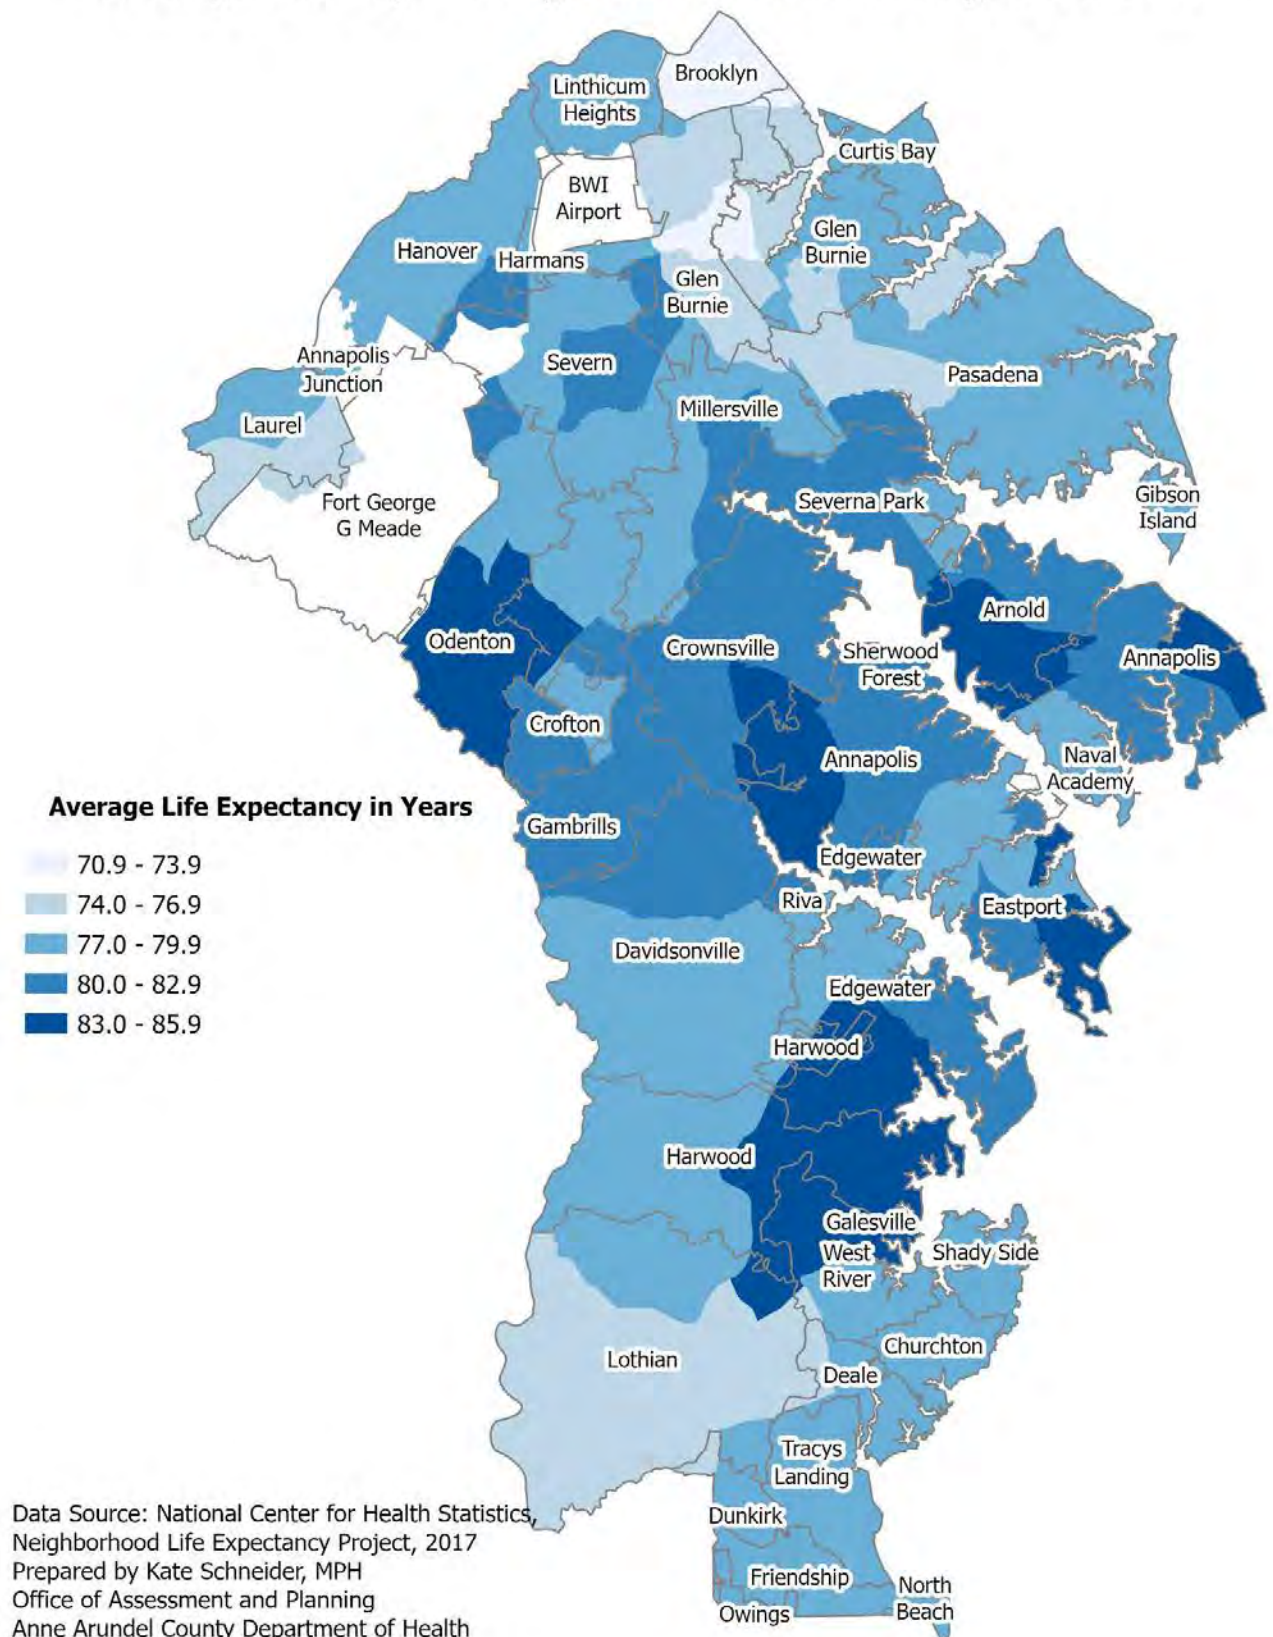 Brooklyn
Linthicum
Heights
Curtis Bay
BWI
Airport
Glen
Burnie
Hanover
Harmans
Glen
Burnie
Annapolis
Junction
Severn
Pasadena
Millersville
Laurel
Fort George
G Meade
Severna Park
Gibson
Island
Arnold
Odenton
Crownsville
Sherwood
Forest
Annapolis
Crofton
Annapolis
Naval
Academy
Average Life Expectancy in Years
70.9 - 73.9
74.0 - 76.9
77.0 - 79.9
80.0 - 82.9
83.0 - 85.9
Gambrills
Edgewater
Riva
Eastport
Davidsonville
Edgewater
Harwood
Harwood
Galesville
West
River
Shady Side
Churchton
Lothian
Deale
Tracys
Landing
Dunkirk
Friendship
Owings
North
Beach
Data Source: National Center for Health Statistics,
Neighborhood Life Expectancy Project, 2017
Prepared by Kate Schneider, MPH
Office of Assessment and Planning
Anne Arundel County Department of Health